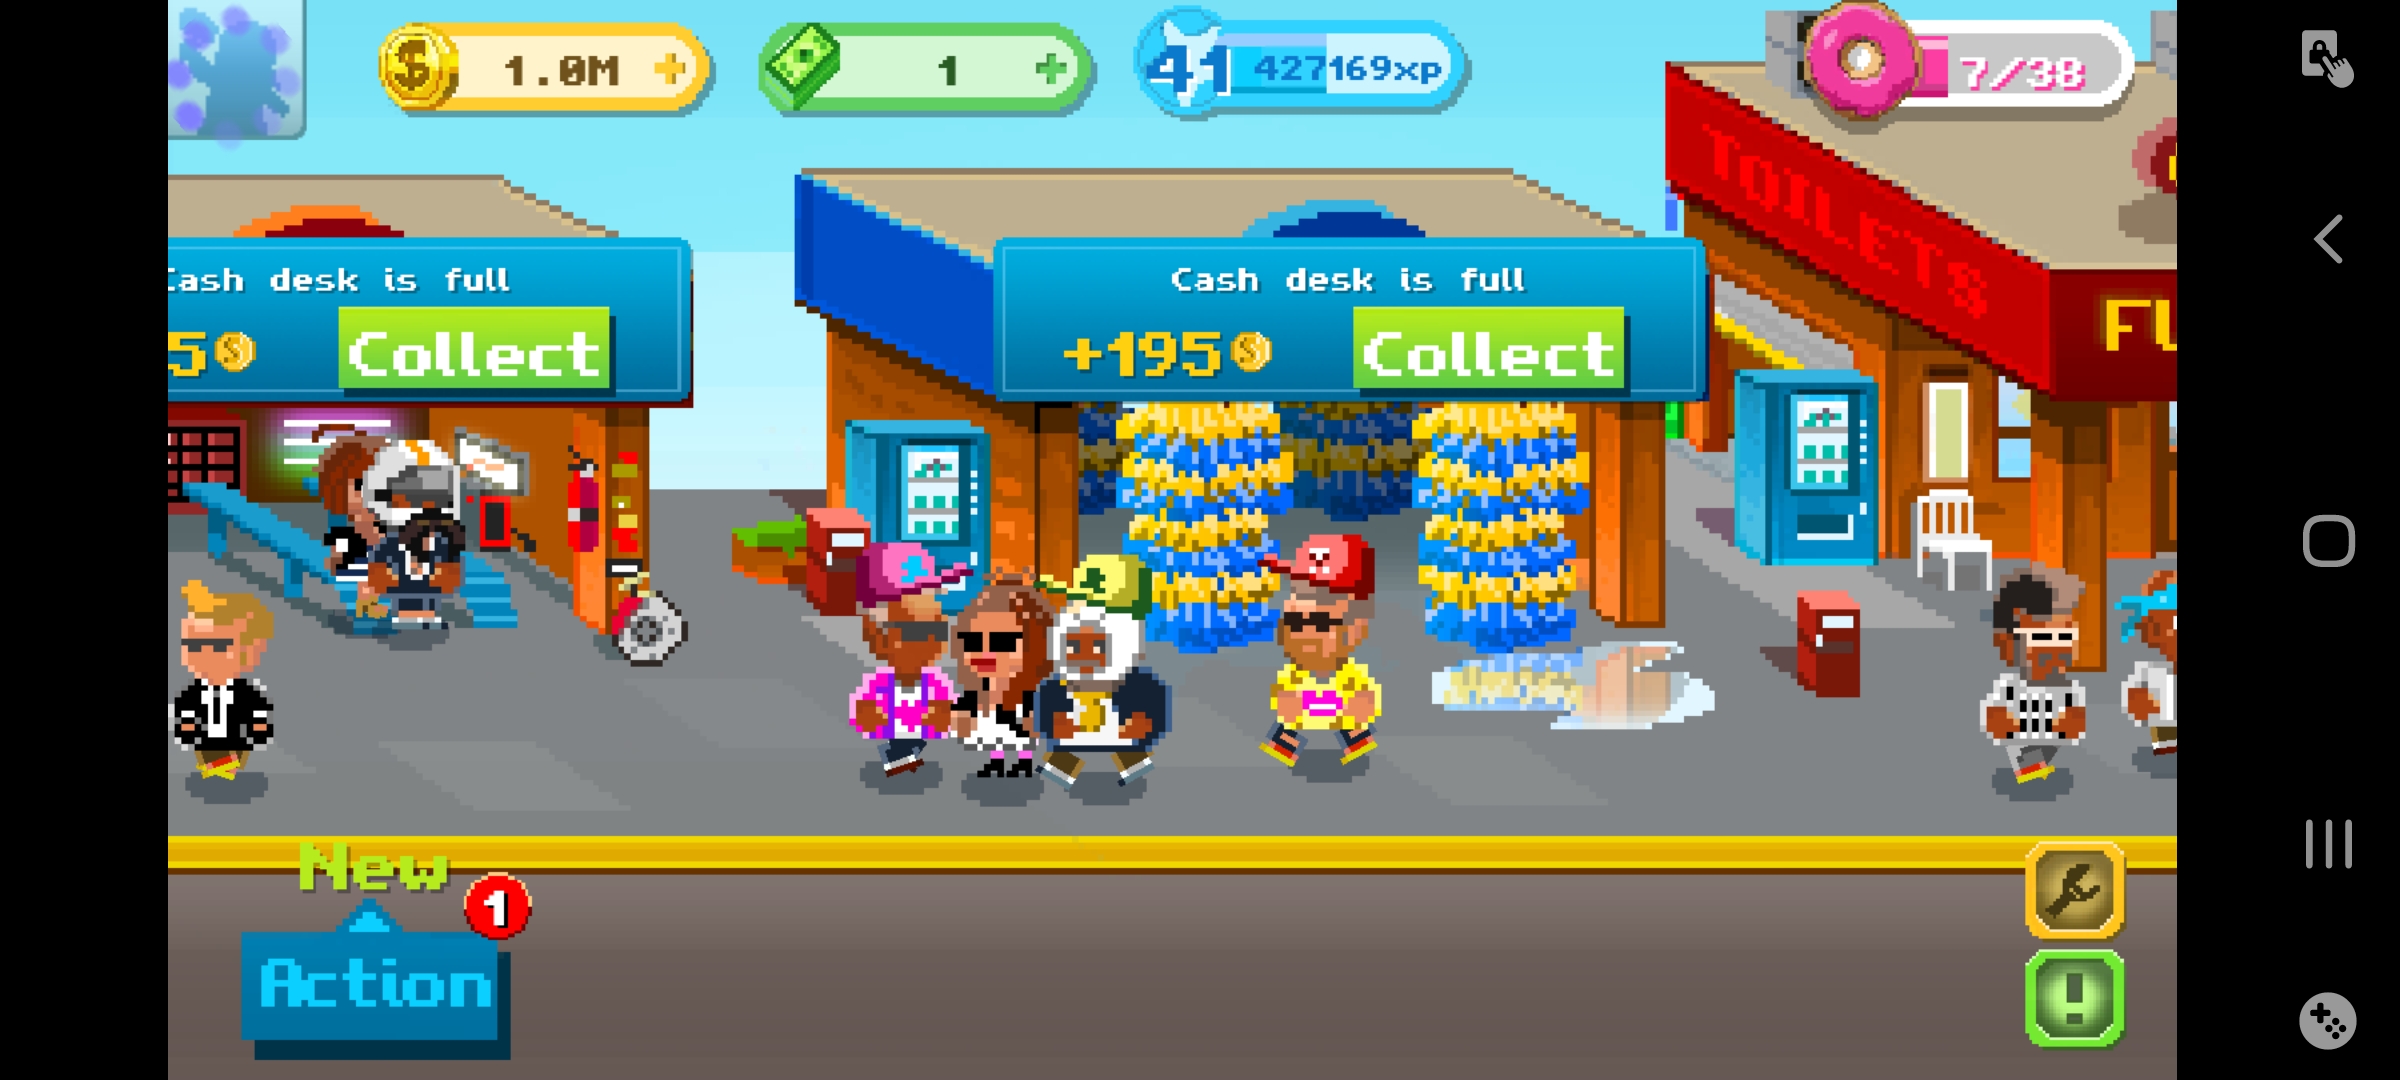 1.0M
1
41
427169xp
7/38
TOILETS
FU
Cash desk is full
5
Collect
Cash desk is full
+195
Collect
New
1
Action
!